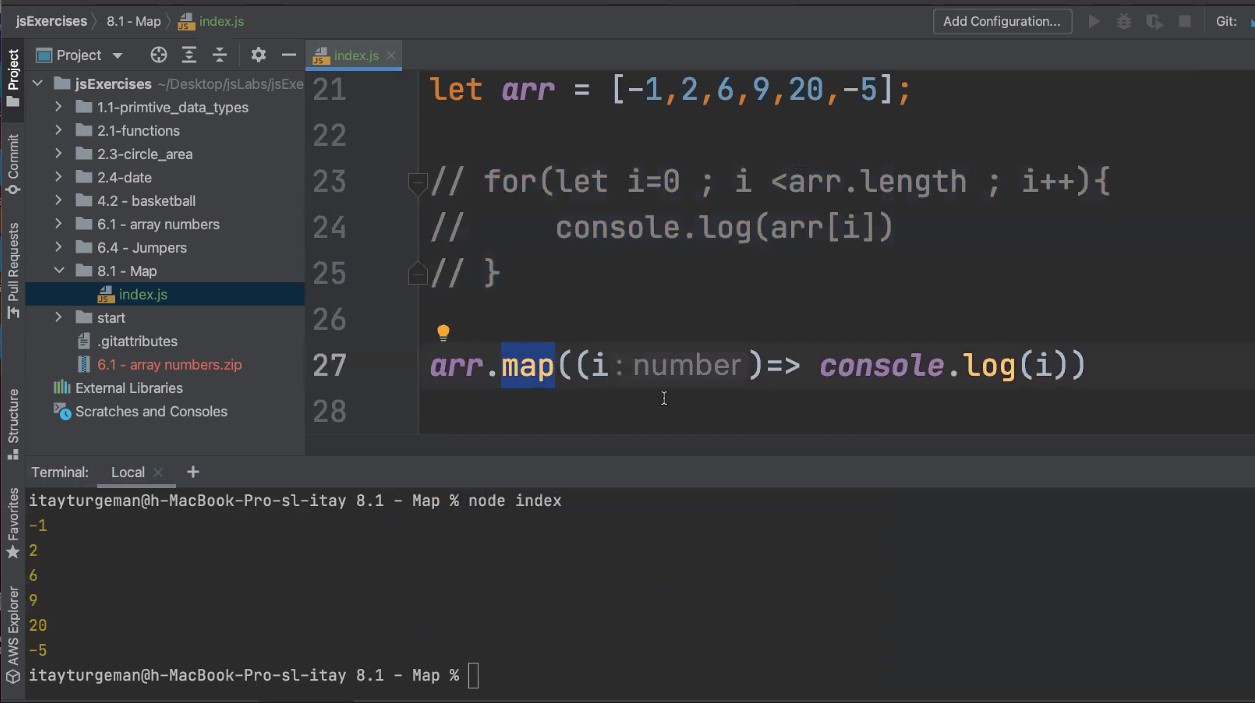 jsExercises 8.1 - Map index.js Add Configuration... Git:
Project
Commit
Pull Requests
Structure
Favorites
AWS Explorer
Project
jsExercises ~/Desktop/jsLabs/jsExe
1.1-primtive_data_types
2.1-functions
2.3-circle_area
2.4-date
4.2 - basketball
6.1 - array numbers
6.4 - Jumpers
8.1 - Map
JS index.js
start
.gitattributes
6.1 - array numbers.zip
External Libraries
Scratches and Consoles
JS index.js
21 let arr = [-1,2,6,9,20,-5];
22
23 // for(let i=0 ; i <arr.length ; i++){
24 //     console.log(arr[i])
25 // }
26
27 arr.map((i: number)=> console.log(i))
28
Terminal: Local +
itayturgeman@h-MacBook-Pro-sl-itay 8.1 - Map % node index
-1
2
6
9
20
-5
itayturgeman@h-MacBook-Pro-sl-itay 8.1 - Map %